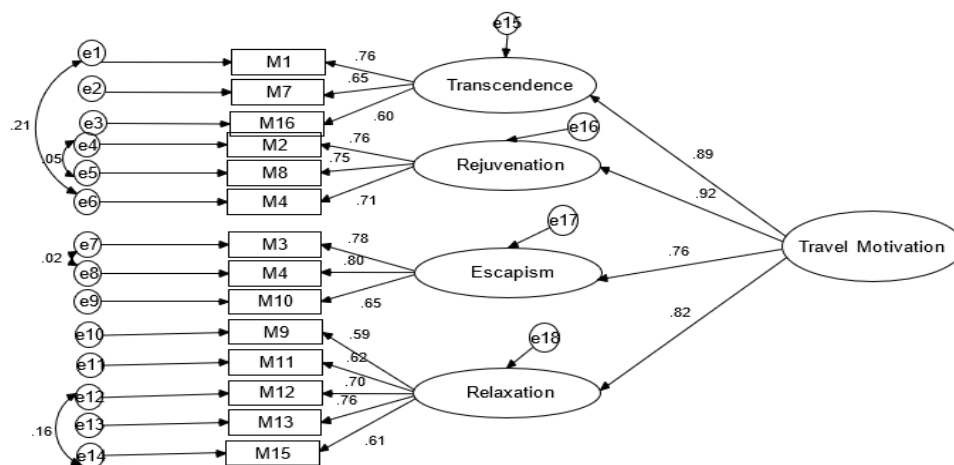 e15
e1
M1
.76
Transcendence
e2
M7
.65
e3
M16
.60
e16
.21
e4
M2
.76
.89
.05
e5
M8
.75
Rejuvenation
.92
e6
M4
.71
e17
e7
M3
.78
Travel Motivation
.02
e8
M4
.80
Escapism
.76
e9
M10
.65
e10
M9
.59
e18
.82
e11
M11
.62
e12
M12
.70
Relaxation
.76
e13
M13
.16
.61
e14
M15